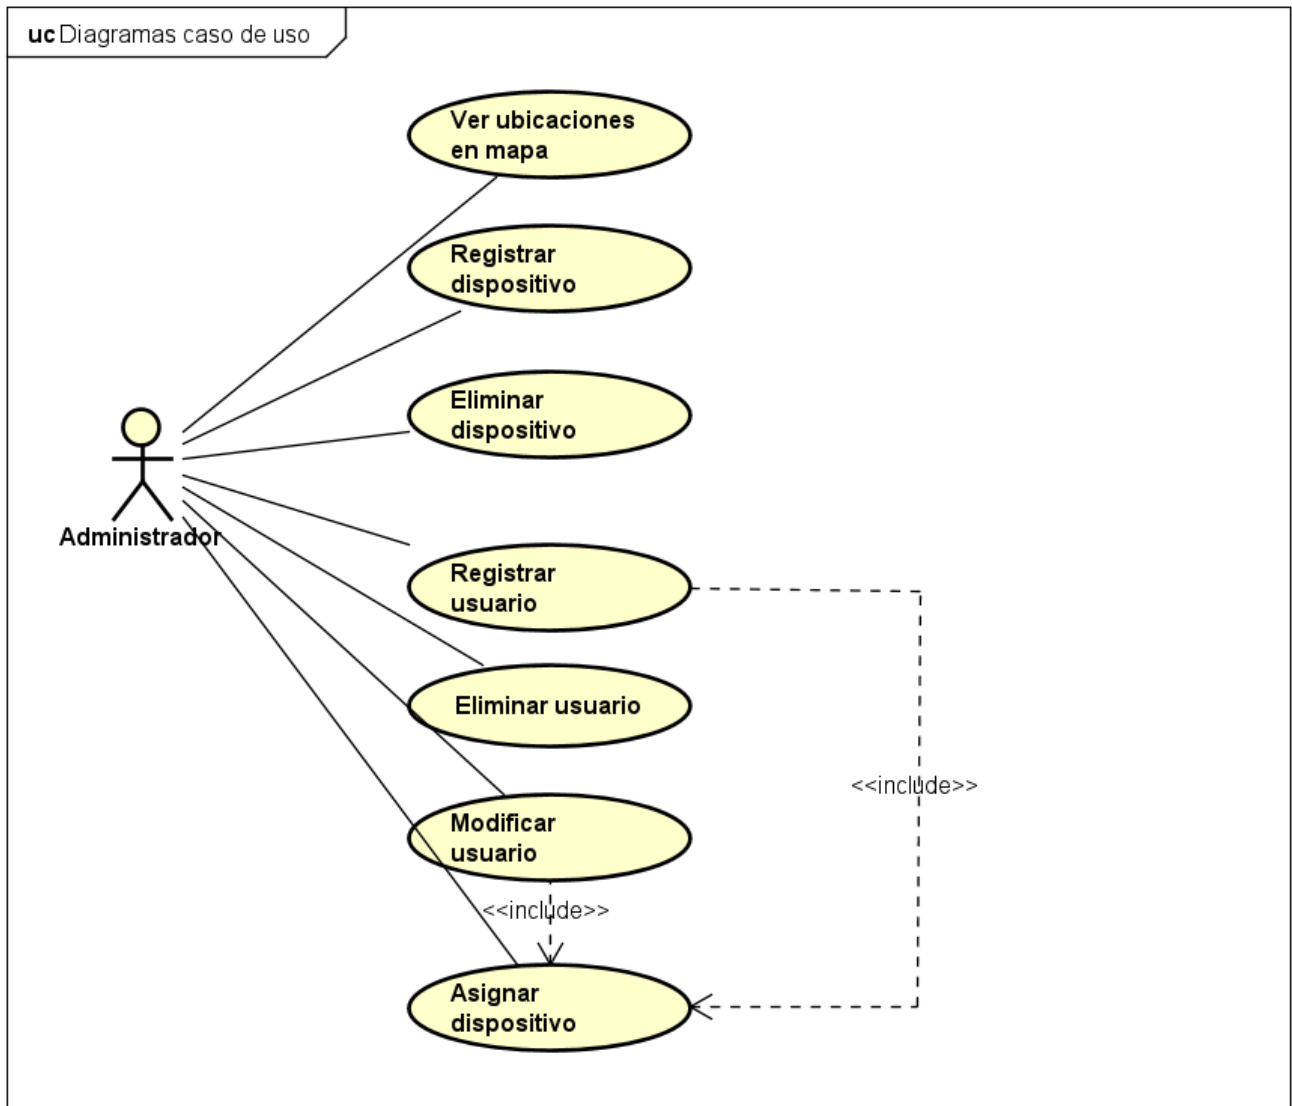 uc Diagramas caso de uso
Ver ubicaciones
en mapa
Registrar
dispositivo
Eliminar
dispositivo
Administrador
Registrar
usuario
Eliminar usuario
<<include>>
Modificar
usuario
<<include>>
Asignar
dispositivo